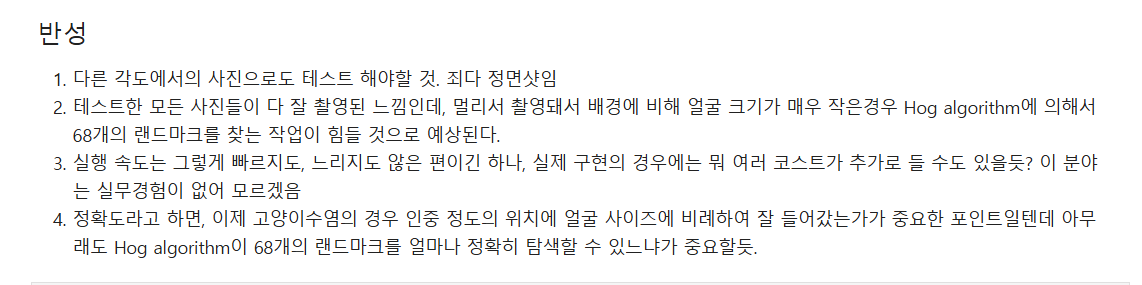 반성
1. 다른 각도에서의 사진으로도 테스트 해야할 것. 죄다 정면샷임
2. 테스트한 모든 사진들이 다 잘 촬영된 느낌인데, 멀리서 촬영돼서 배경에 비해 얼굴 크기가 매우 작은경우 Hog algorithm에 의해서
68개의 랜드마크를 찾는 작업이 힘들 것으로 예상된다.
3. 실행 속도는 그렇게 빠르지도, 느리지도 않은 편이긴 하나, 실제 구현의 경우에는 뭐 여러 코스트가 추가로 들 수도 있을듯? 이 분야
는 실무경험이 없어 모르겠음
4. 정확도라고 하면, 이제 고양이수염의 경우 인중 정도의 위치에 얼굴 사이즈에 비례하여 잘 들어갔는가가 중요한 포인트일텐데 아무
래도 Hog algorithm이 68개의 랜드마크를 얼마나 정확히 탐색할 수 있느냐가 중요할듯.